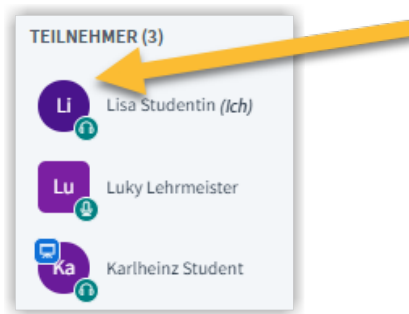 TEILNEHMER (3)
Li Lisa Studentin (Ich)
Lu Luky Lehrmeister
Ka Karlheinz Student